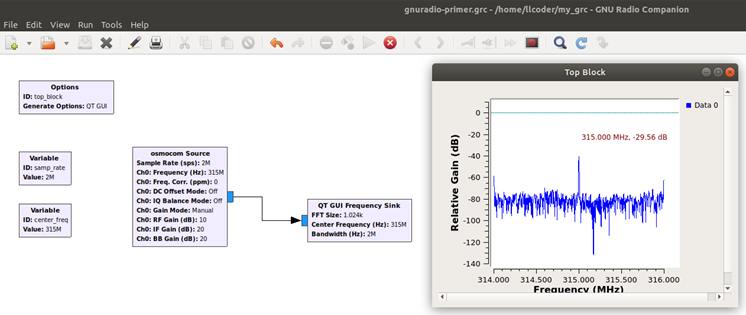 gnuradio-primer.grc - /home/llcoder/my_grc - GNU Radio Companion
File Edit View Run Tools Help
Options
ID: top_block
Generate Options: QT GUI
Variable
ID: samp_rate
Value: 2M
Variable
ID: center_freq
Value: 315M
osmocom Source
Sample Rate (sps): 2M
Ch0: Frequency (Hz): 315M
Ch0: Freq. Corr. (ppm): 0
Ch0: DC Offset Mode: Off
Ch0: IQ Balance Mode: Off
Ch0: Gain Mode: Manual
Ch0: RF Gain (dB): 10
Ch0: IF Gain (dB): 20
Ch0: BB Gain (dB): 20
QT GUI Frequency Sink
FFT Size: 1.024k
Center Frequency (Hz): 315M
Bandwidth (Hz): 2M
Top Block
Data 0
315.000 MHz, -29.56 dB
Relative Gain (dB)
0
-20
-40
-60
-80
-100
-120
-140
314.000 314.500 315.000 315.500 316.000
Frequency (MHz)